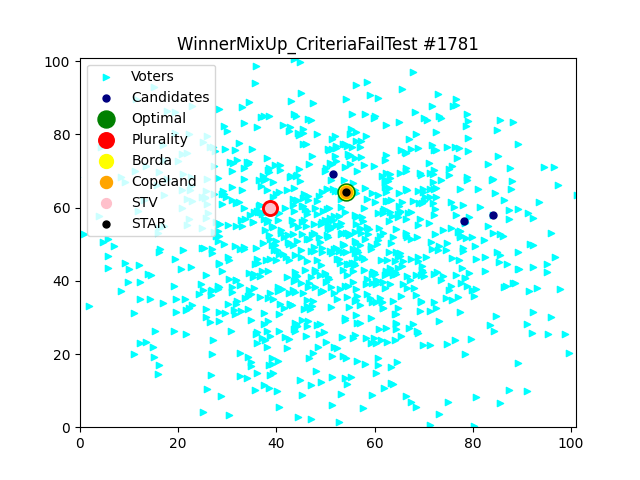 WinnerMixUp_CriteriaFailTest #1781
100
80
60
40
20
0
Voters
Candidates
Optimal
Plurality
Borda
Copeland
STV
STAR
0 20 40 60 80 100